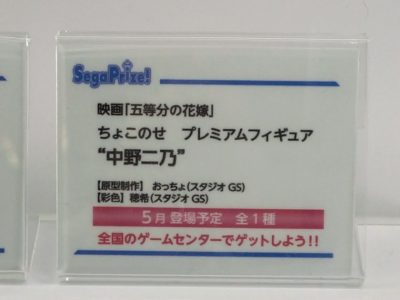 SegaPrize!
映画「五等分の花嫁」
ちょこのせ プレミアムフィギュア
“中野二乃”
【原型制作】 おっちょ(スタジオGS)
【彩色】 穂希(スタジオGS)
5月登場予定 全1種
全国のゲームセンターでゲットしよう!!